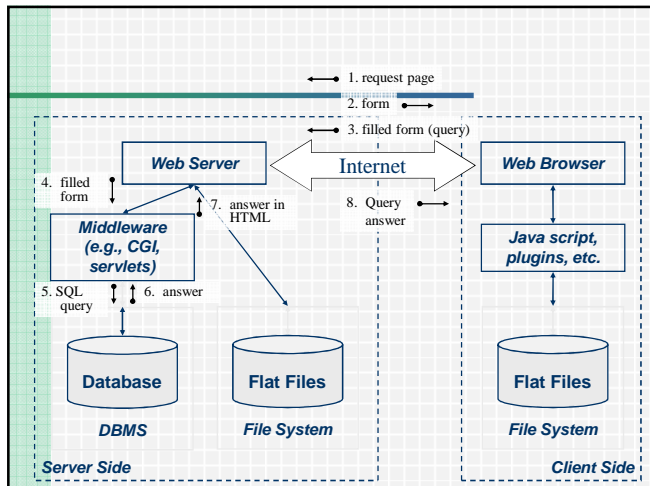 1. request page
2. form
3. filled form (query)
Web Server
Internet
Web Browser
4. filled
form
7. answer in
HTML
8. Query
answer
Middleware
(e.g., CGI,
servlets)
Java script,
plugins, etc.
5. SQL
query
6. answer
Database
Flat Files
Flat Files
DBMS
File System
File System
Server Side
Client Side